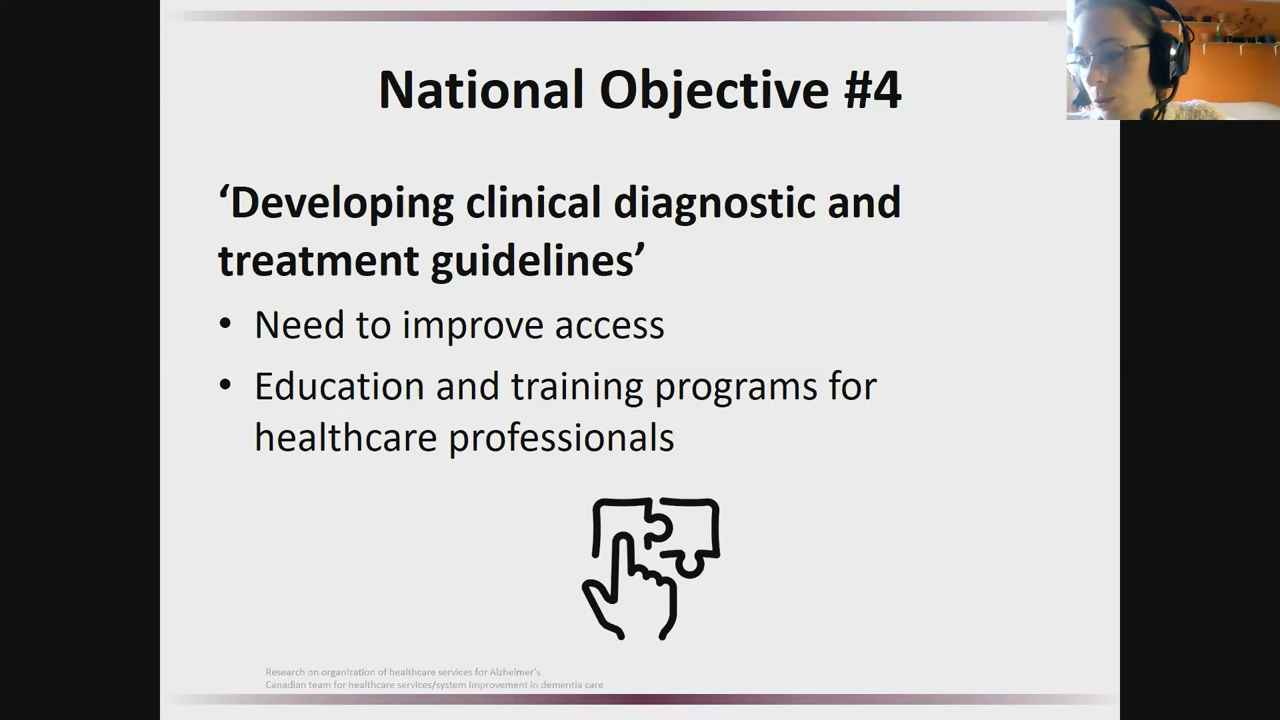 National Objective #4
‘Developing clinical diagnostic and
treatment guidelines’
• Need to improve access
• Education and training programs for
healthcare professionals
Research on organization of healthcare services for Alzheimer's
Canadian team for healthcare services/system improvement in dementia care